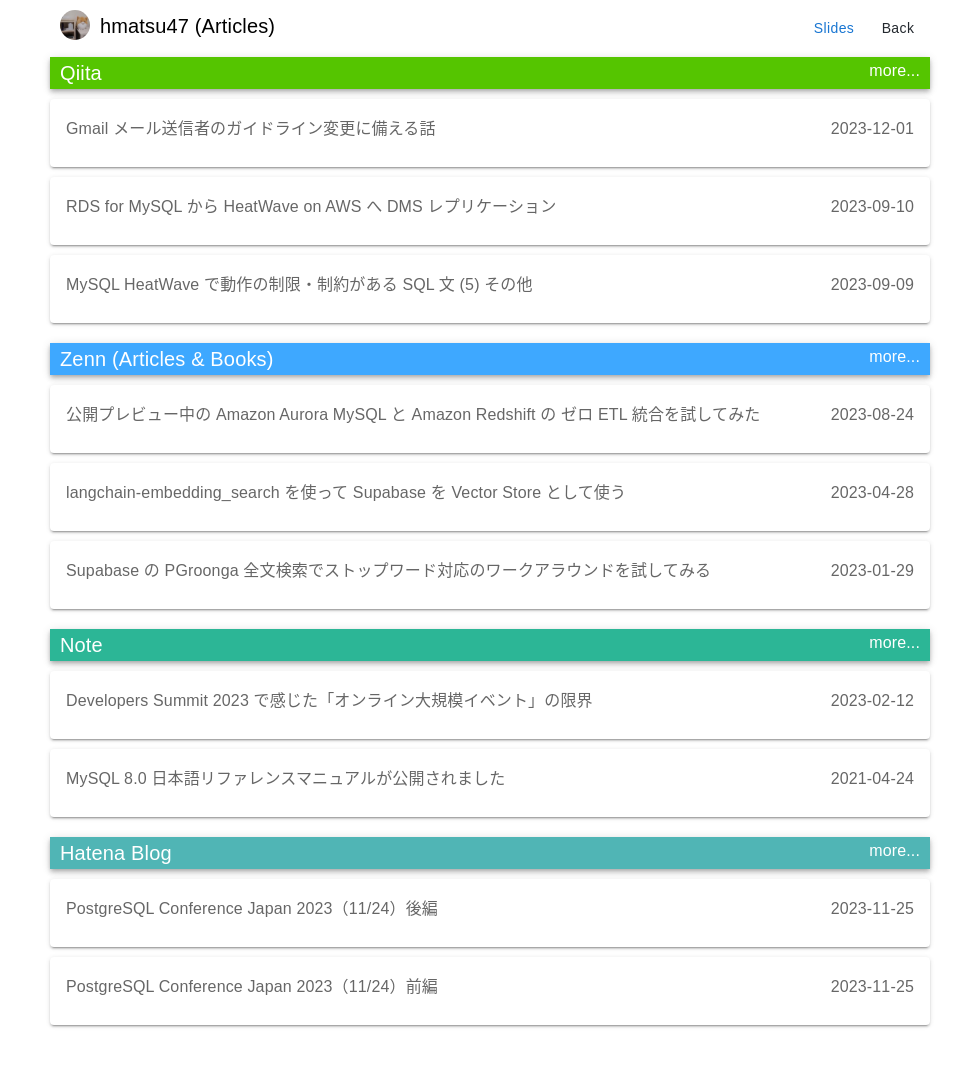 hmatsu47 (Articles)
Slides
Back
Qiita
more...
Gmail メール送信者のガイドライン変更に備える話
2023-12-01
RDS for MySQL から HeatWave on AWS へ DMS レプリケーション
2023-09-10
MySQL HeatWave で動作の制限・制約がある SQL 文 (5) その他
2023-09-09
Zenn (Articles & Books)
more...
公開プレビュー中の Amazon Aurora MySQL と Amazon Redshift の ゼロ ETL 統合を試してみた
2023-08-24
langchain-embedding_search を使って Supabase を Vector Store として使う
2023-04-28
Supabase の PGroonga 全文検索でストップワード対応のワークアラウンドを試してみる
2023-01-29
Note
more...
Developers Summit 2023 で感じた「オンライン大規模イベント」の限界
2023-02-12
MySQL 8.0 日本語リファレンスマニュアルが公開されました
2021-04-24
Hatena Blog
more...
PostgreSQL Conference Japan 2023（11/24）後編
2023-11-25
PostgreSQL Conference Japan 2023（11/24）前編
2023-11-25